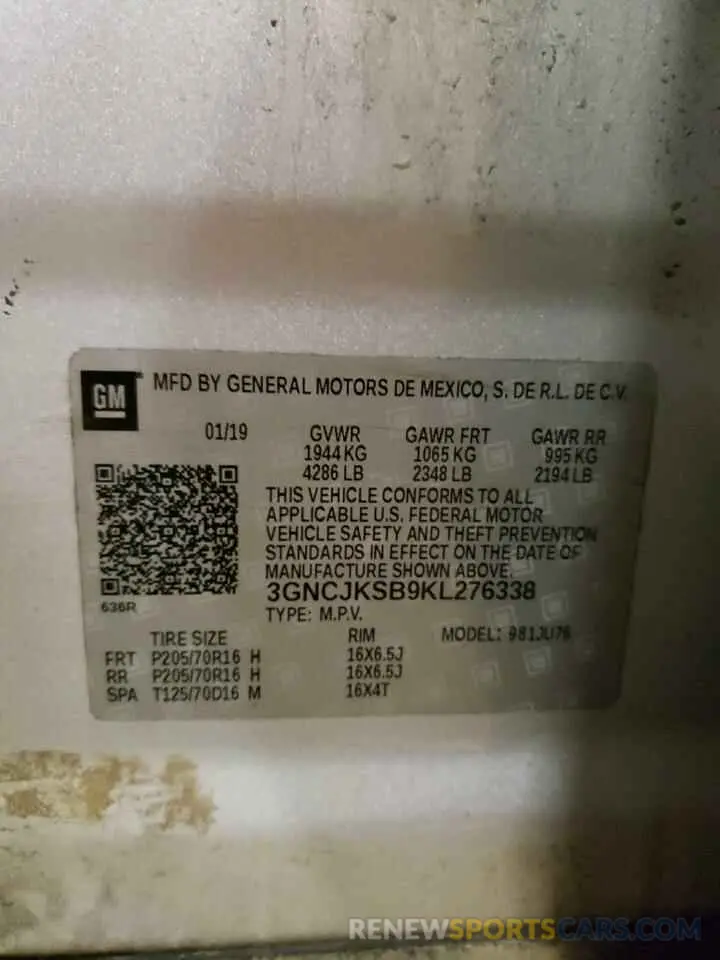 GM
MFD BY GENERAL MOTORS DE MEXICO, S. DE R.L. DE C.V.
01/19 GVWR GAWR FRT GAWR RR
1944 KG 1065 KG 995 KG
4286 LB 2348 LB 2194 LB
THIS VEHICLE CONFORMS TO ALL
APPLICABLE U.S. FEDERAL MOTOR
VEHICLE SAFETY AND THEFT PREVENTION
STANDARDS IN EFFECT ON THE DATE OF
MANUFACTURE SHOWN ABOVE.
3GNCJKSB9KL276338
636R
TYPE: M.P.V.
TIRE SIZE RIM MODEL: 981JU76
FRT P205/70R16 H 16X6.5J
RR P205/70R16 H 16X6.5J
SPA T125/70D16 M 16X4T
RENEWSPORTSCARS.COM